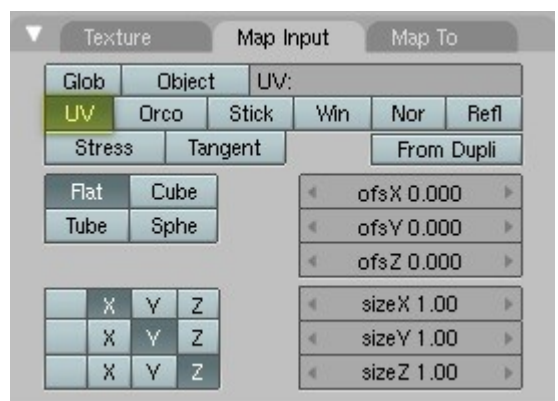 Texture Map Input Map To
Glob Object UV:
UV Orco Stick Win Nor Refl
Stress Tangent From Dupli
Flat Cube ofsX 0.000
Tube Sphe ofsY 0.000
ofsZ 0.000
X Y Z sizeX 1.00
X Y Z sizeY 1.00
X Y Z sizeZ 1.00